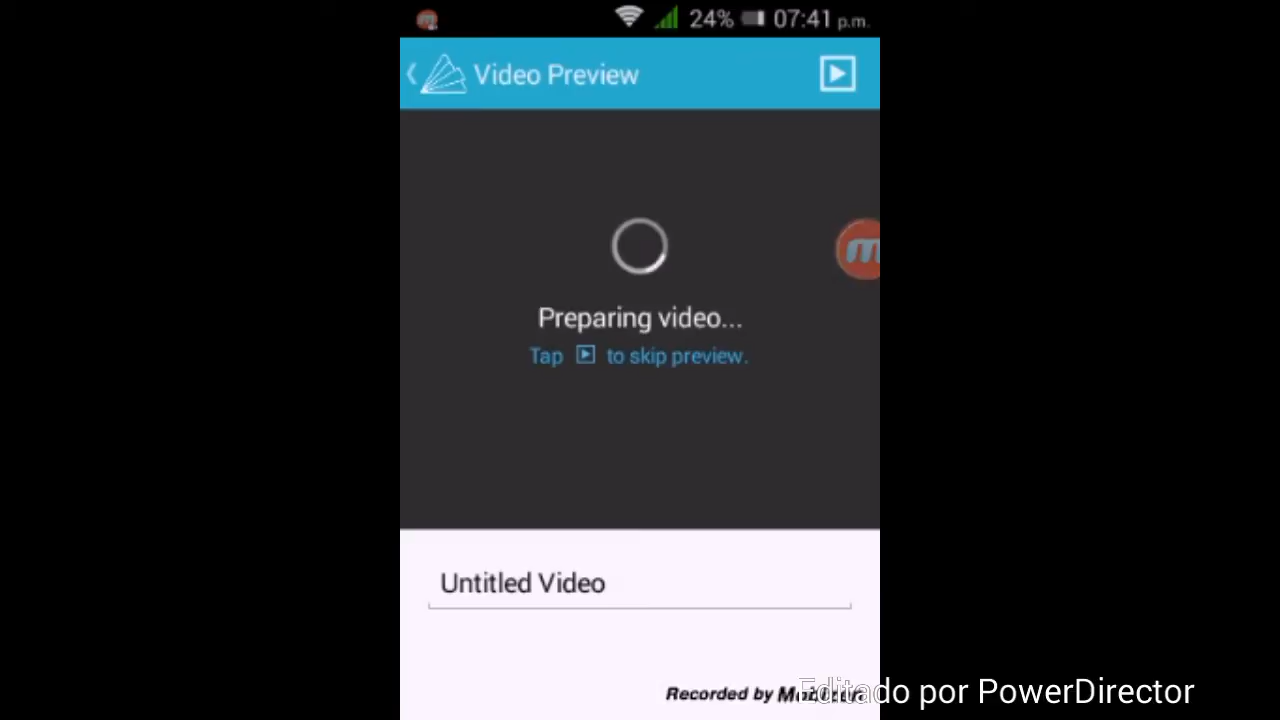 24% 07:41 p.m.
Video Preview
Preparing video...
Tap to skip preview.
Untitled Video
Recorded by
Editado por PowerDirector